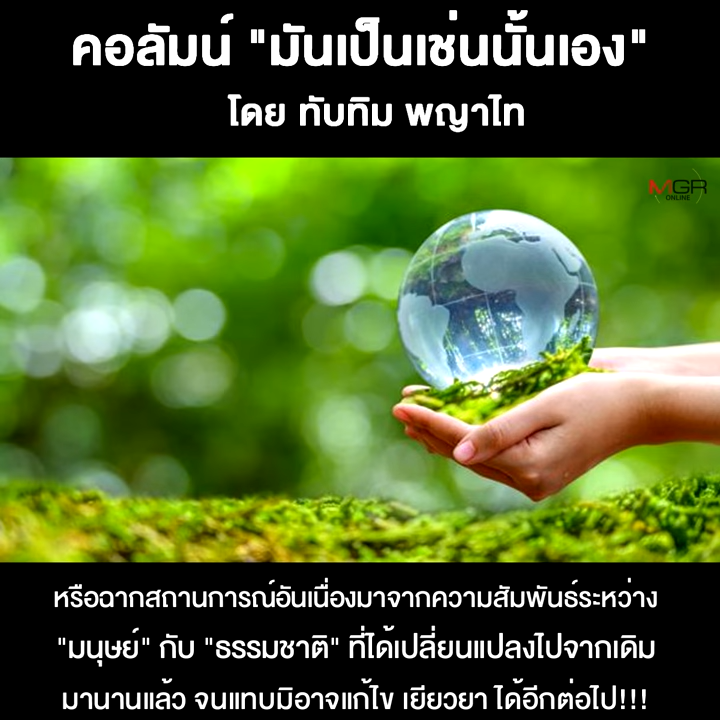 คอลัมน์ "มันเป็นเช่นนั้นเอง"
โดย ทับทิม พญาไท
MGR
ONLINE
หรือฉากสถานการณ์อันเนื่องมาจากความสัมพันธ์ระหว่าง
"มนุษย์" กับ "ธรรมชาติ" ที่ได้เปลี่ยนแปลงไปจากเดิม
มานานแล้ว จนแทบมิอาจแก้ไข เยียวยา ได้อีกต่อไป!!!